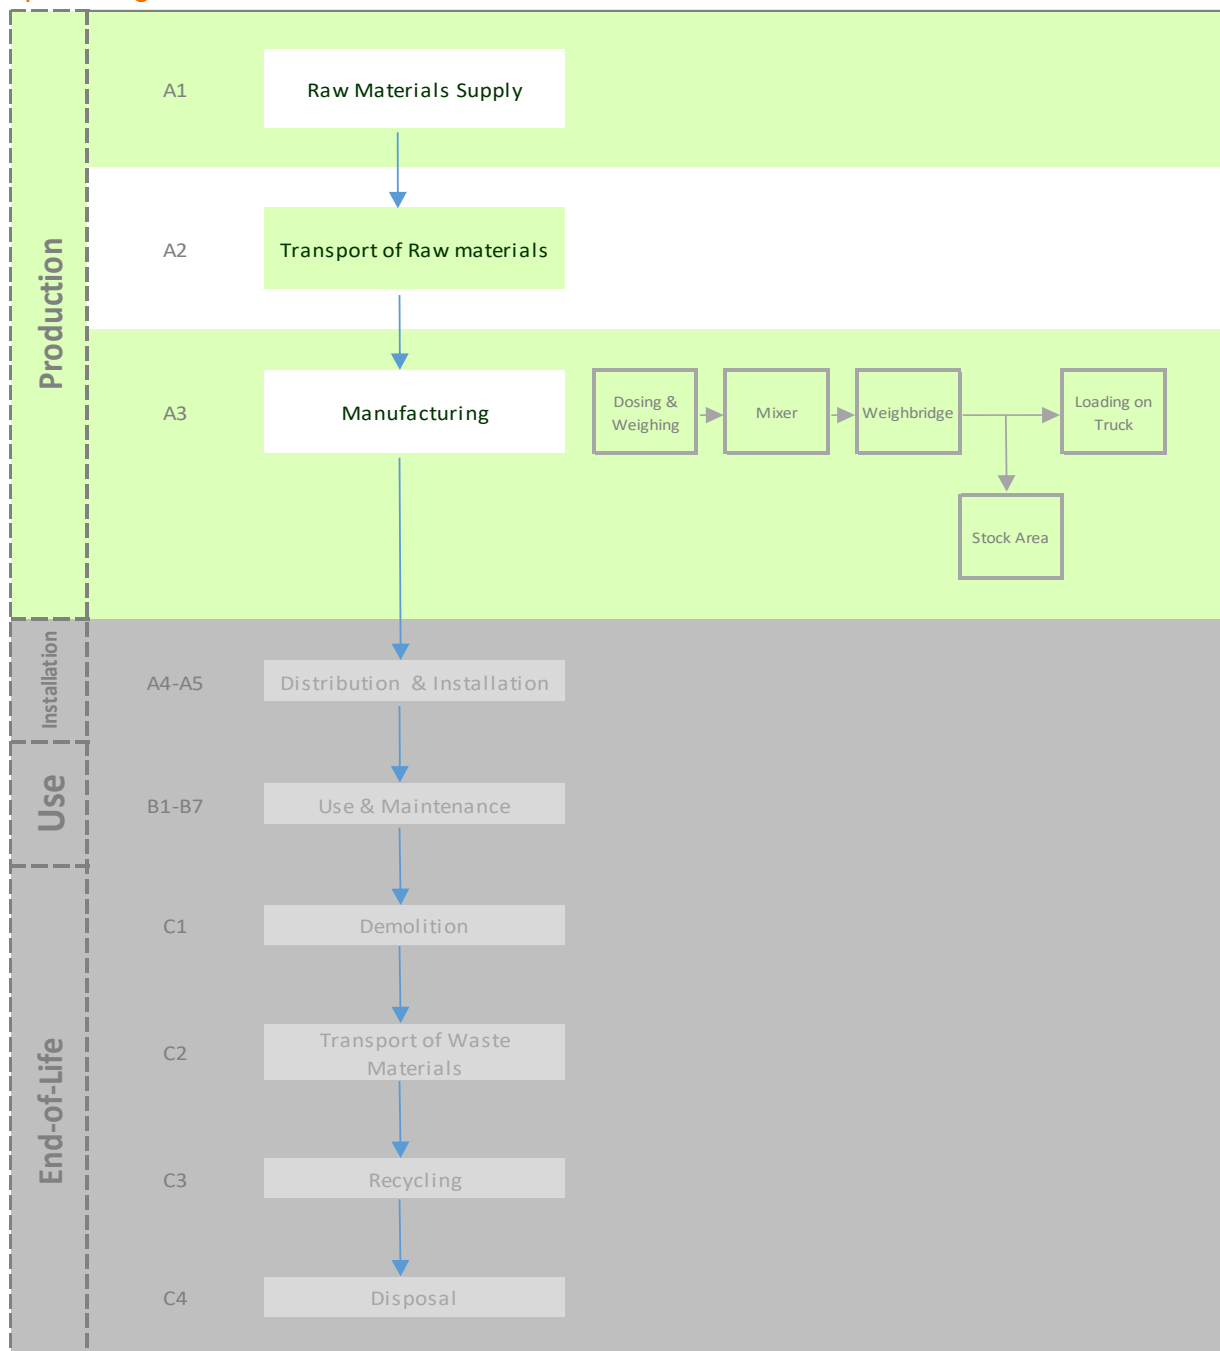 Production
A1
Raw Materials Supply
A2
Transport of Raw materials
A3
Manufacturing
Dosing &
Weighing
Mixer
Weighbridge
Loading on
Truck
Stock Area
Installation
A4-A5
Distribution & Installation
Use
B1-B7
Use & Maintenance
End-of-Life
C1
Demolition
C2
Transport of Waste
Materials
C3
Recycling
C4
Disposal